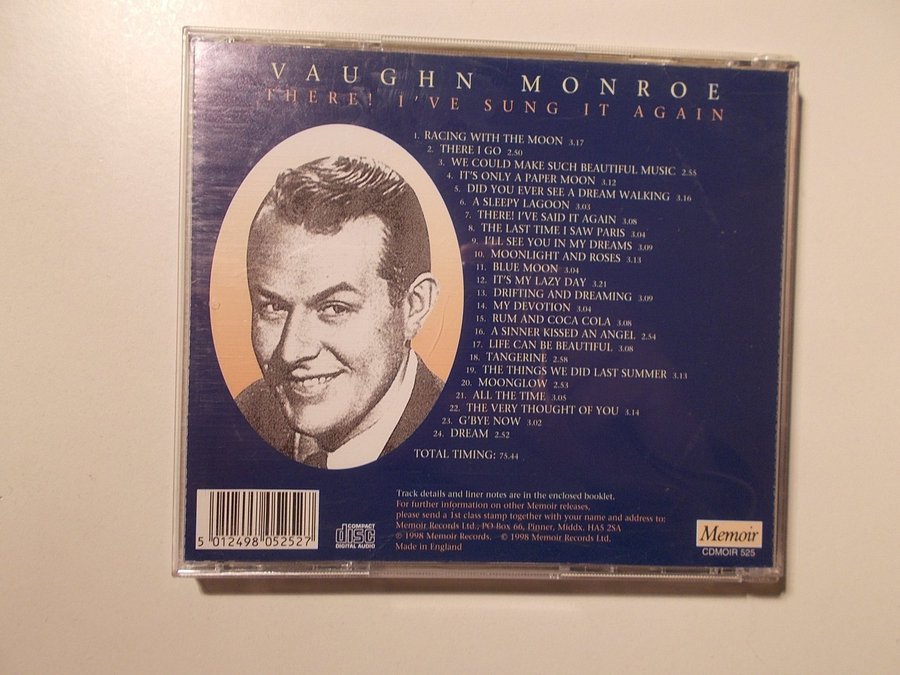 VAUGHN MONROE
THERE! I'VE SUNG IT AGAIN
1. RACING WITH THE MOON 3.17
2. THERE I GO 2.50
3. WE COULD MAKE SUCH BEAUTIFUL MUSIC 2.55
4. IT'S ONLY A PAPER MOON 3.12
5. DID YOU EVER SEE A DREAM WALKING 3.16
6. A SLEEPY LAGOON 3.03
7. THERE! I'VE SAID IT AGAIN 3.08
8. THE LAST TIME I SAW PARIS 3.04
9. I'LL SEE YOU IN MY DREAMS 3.09
10. MOONLIGHT AND ROSES 3.13
11. BLUE MOON 3.04
12. IT'S MY LAZY DAY 3.21
13. DRIFTING AND DREAMING 3.09
14. MY DEVOTION 3.04
15. RUM AND COCA COLA 3.08
16. A SINNER KISSED AN ANGEL 2.54
17. LIFE CAN BE BEAUTIFUL 3.08
18. TANGERINE 2.58
19. THE THINGS WE DID LAST SUMMER 3.13
20. MOONGLOW 2.53
21. ALL THE TIME 3.05
22. THE VERY THOUGHT OF YOU 3.14
23. G'BYE NOW 3.02
24. DREAM 2.52
TOTAL TIMING: 75.44
Track details and liner notes are in the enclosed booklet.
For further information on other Memoir releases,
please send a 1st class stamp together with your name and address to:
Memoir Records Ltd., PO Box 66, Pinner, Middx. HA5 2SA
℗ 1998 Memoir Records. © 1998 Memoir Records Ltd.
Made in England
5 012498 052527
COMPACT
disc
DIGITAL AUDIO
Memoir
CDMOIR 525